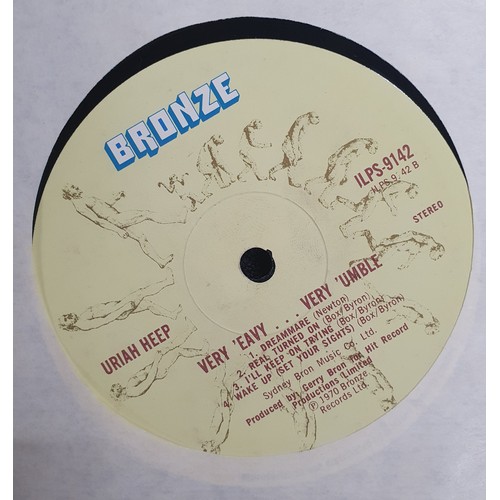 BRONZE
ILPS-9142
ILPS 9142 B
STEREO
URIAH HEEP
VERY 'EAVY . . . VERY 'UMBLE
1. DREAMMARE (Newton)
2. REAL TURNED ON (Box/Byron)
3. I'LL KEEP ON TRYING (Box/Byron)
4. WAKE UP (SET YOUR SIGHTS) (Box/Byron)
Sydney Bron Music Co. Ltd.
Produced by: Gerry Bron for Hit Record
Productions Limited
℗ 1970 Bronze
Records Ltd.